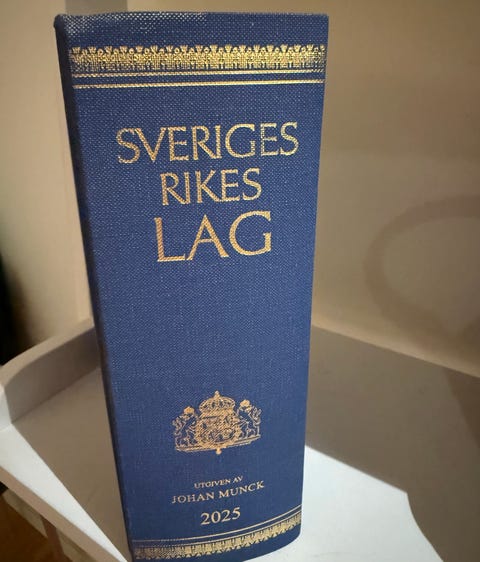 SVERIGES
RIKES
LAG
UTGIVEN AV
JOHAN MUNCK
2025